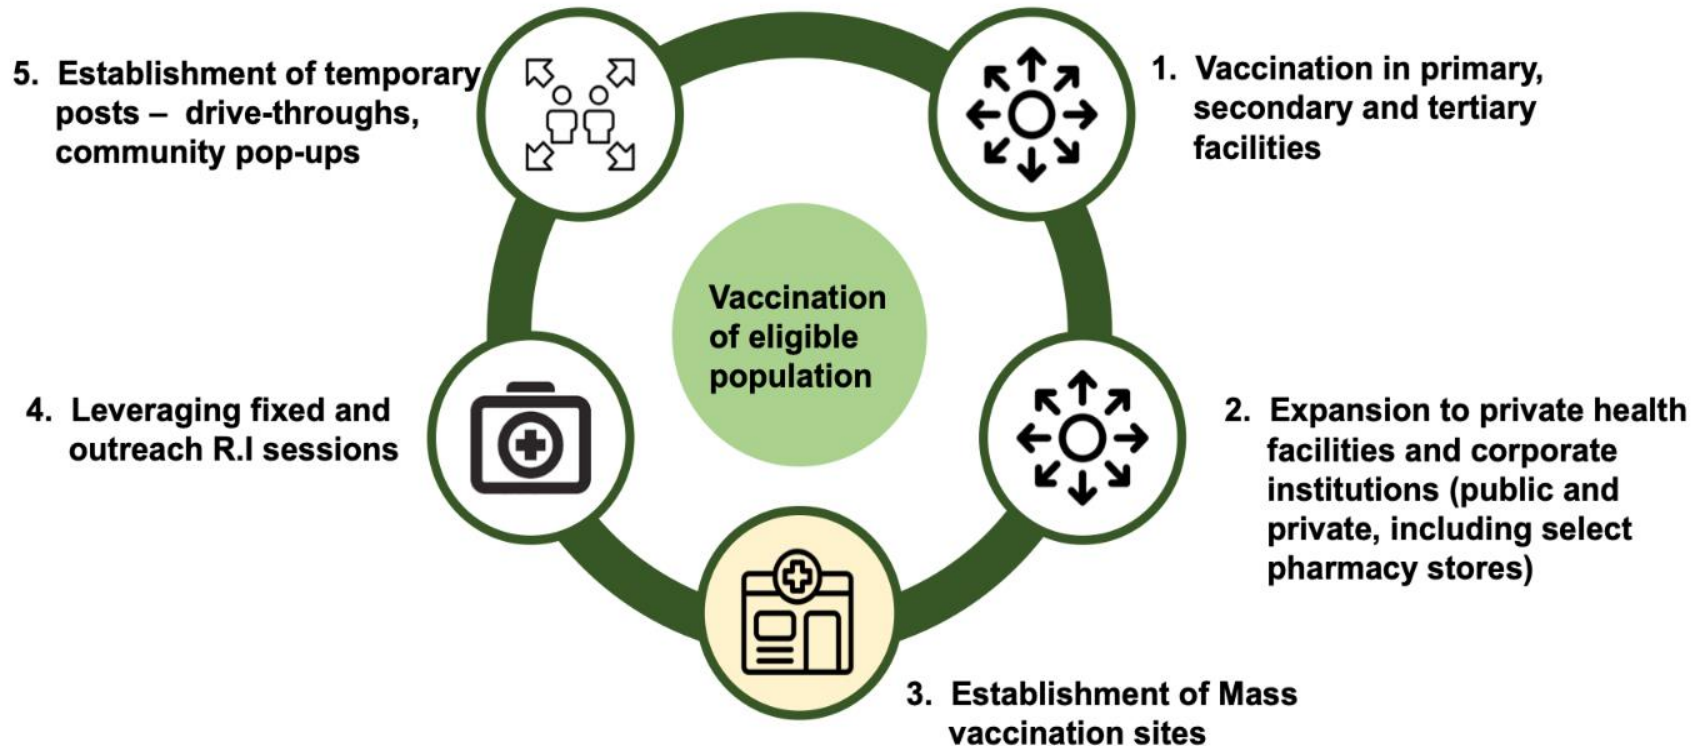 5. Establishment of temporary
posts – drive-throughs,
community pop-ups
1. Vaccination in primary,
secondary and tertiary
facilities
Vaccination
of eligible
population
4. Leveraging fixed and
outreach R.I sessions
2. Expansion to private health
facilities and corporate
institutions (public and
private, including select
pharmacy stores)
3. Establishment of Mass
vaccination sites